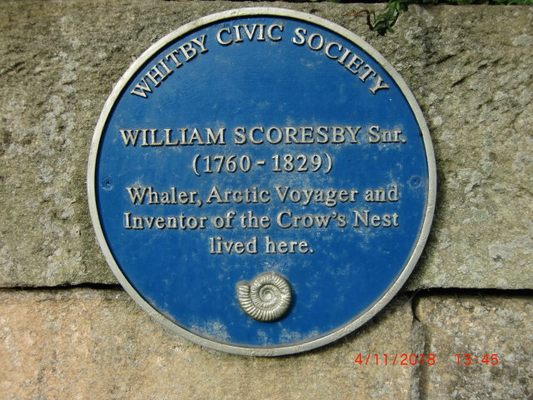 WHITBY CIVIC SOCIETY
WILLIAM SCORESBY Snr.
(1760 - 1829)
Whaler, Arctic Voyager and
Inventor of the Crow's Nest
lived here.
4/11/2018 13:45